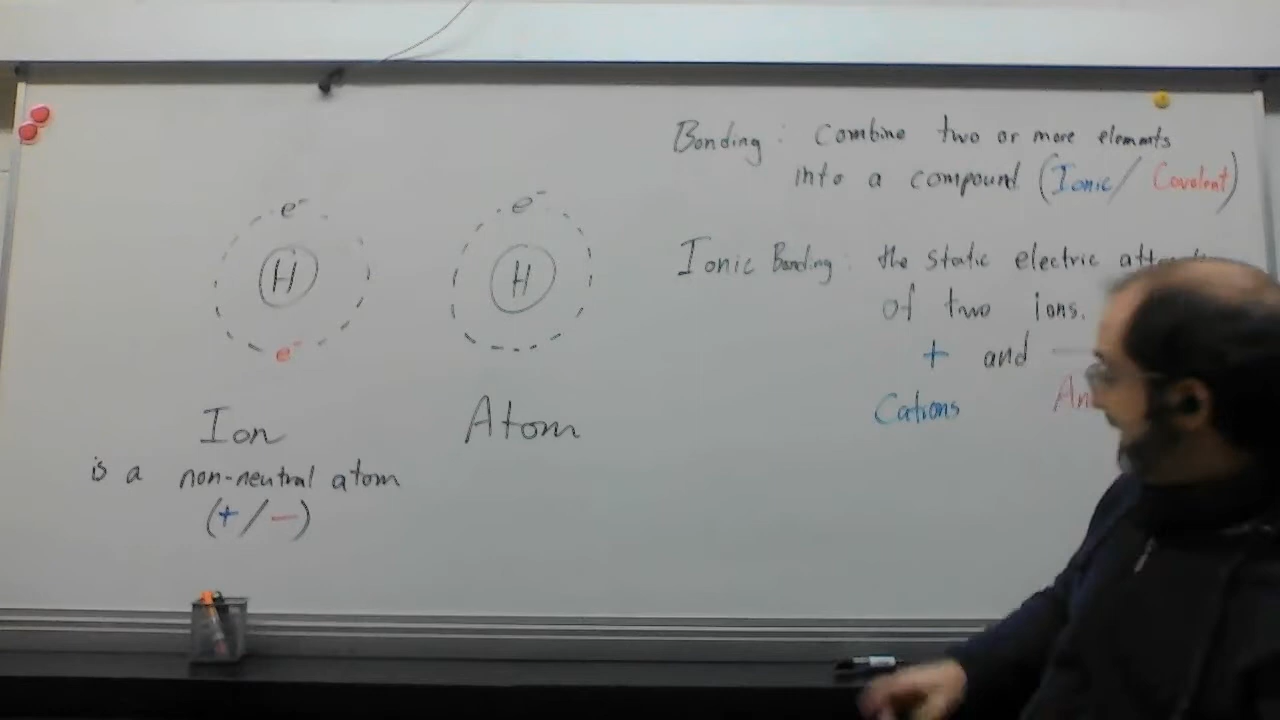 Bonding : Combine two or more elements
into a compound (Ionic/ Covalent)
e⁻ e⁻
H H
Ionic Bonding : the static electric
of two ions.
+ and —
e⁻
Cations
Ion Atom
is a non-neutral atom
(+/−)